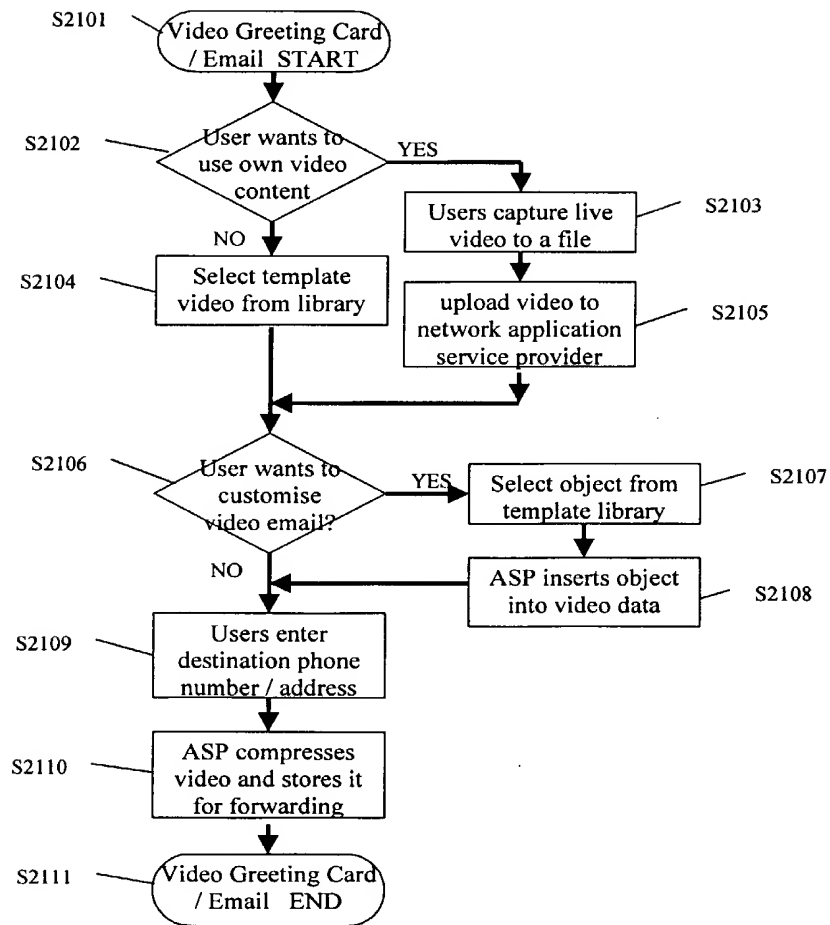 S2101
Video Greeting Card
/ Email START
S2102
User wants to
use own video
content
YES
NO
Users capture live
video to a file
S2103
S2104
Select template
video from library
upload video to
network application
service provider
S2105
S2106
User wants to
customise
video email?
YES
NO
Select object from
template library
S2107
ASP inserts object
into video data
S2108
S2109
Users enter
destination phone
number / address
S2110
ASP compresses
video and stores it
for forwarding
S2111
Video Greeting Card
/ Email END